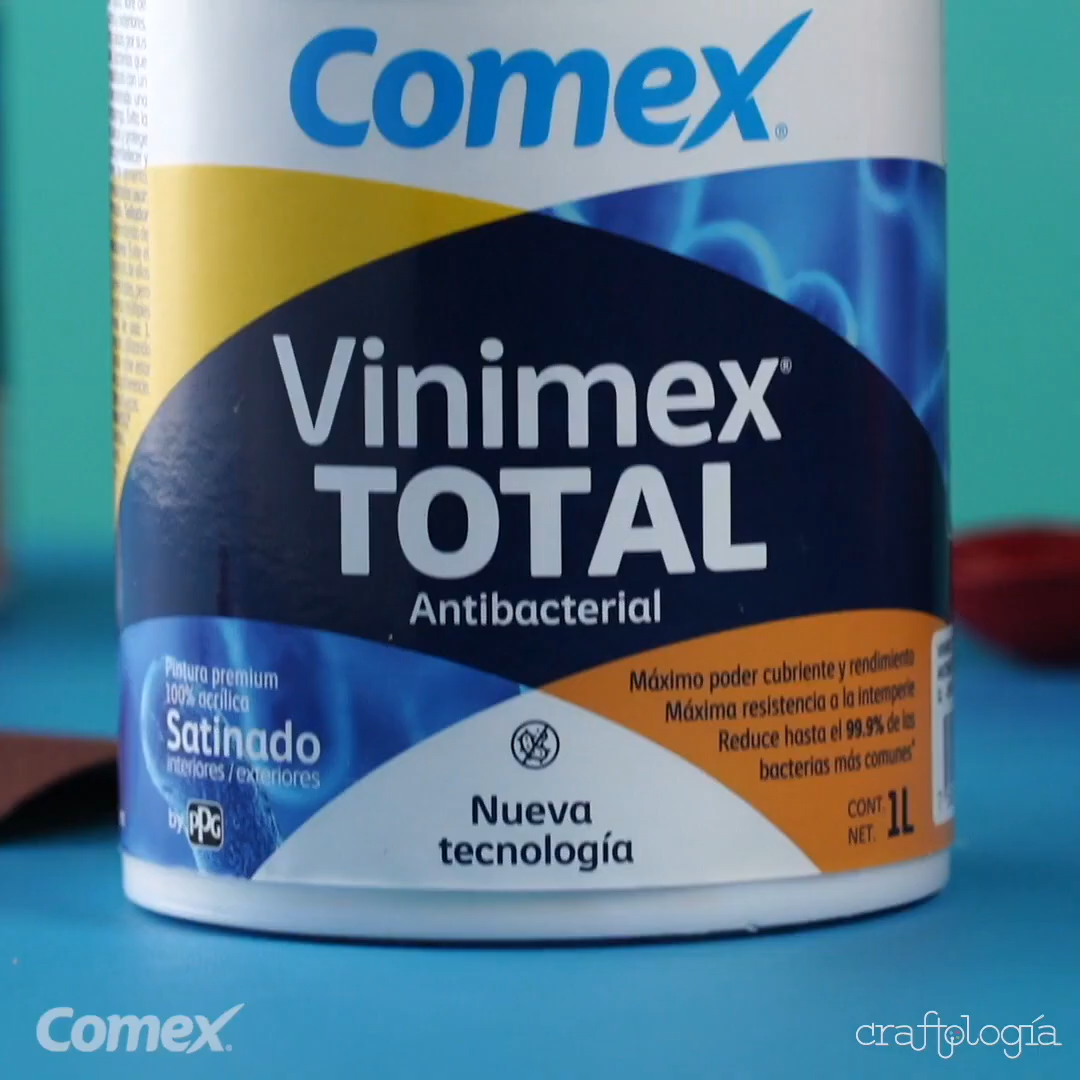 Comex®
Vinimex®
TOTAL
Antibacterial
Pintura premium
100% acrílica
Satinado
interiores / exteriores
by PPG
Máximo poder cubriente y rendimiento
Máxima resistencia a la intemperie
Reduce hasta el 99.9% de las
bacterias más comunes*
CONT. NET. 1L
Nueva
tecnología
Comex®
craftología